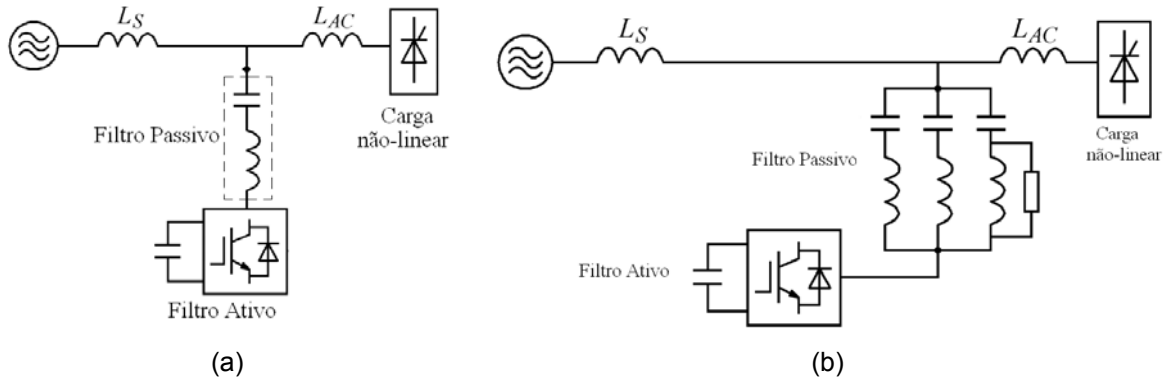 L_S
L_AC
Filtro Passivo
Carga
não-linear
Filtro Ativo
(a)
L_S
L_AC
Filtro Passivo
Carga
não-linear
Filtro Ativo
(b)